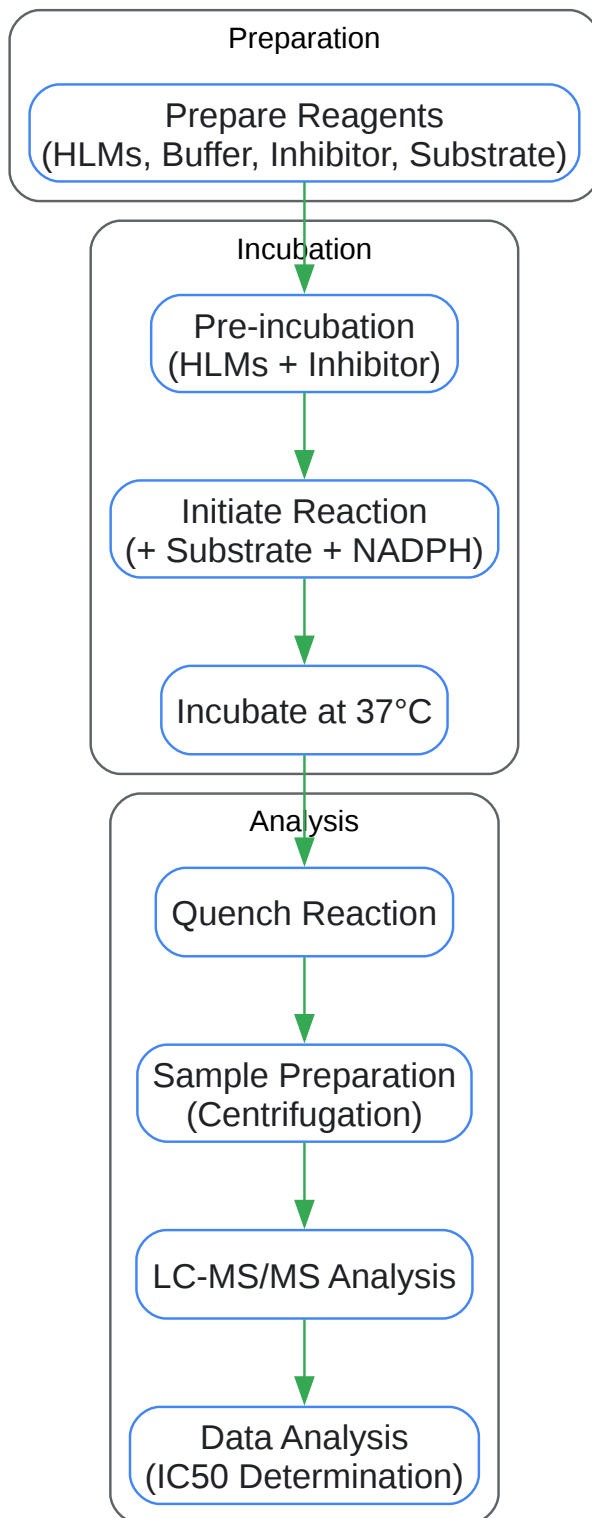 Preparation
Prepare Reagents
(HLMs, Buffer, Inhibitor, Substrate)
Incubation
Pre-incubation
(HLMs + Inhibitor)
Initiate Reaction
(+ Substrate + NADPH)
Incubate at 37°C
Analysis
Quench Reaction
Sample Preparation
(Centrifugation)
LC-MS/MS Analysis
Data Analysis
(IC50 Determination)